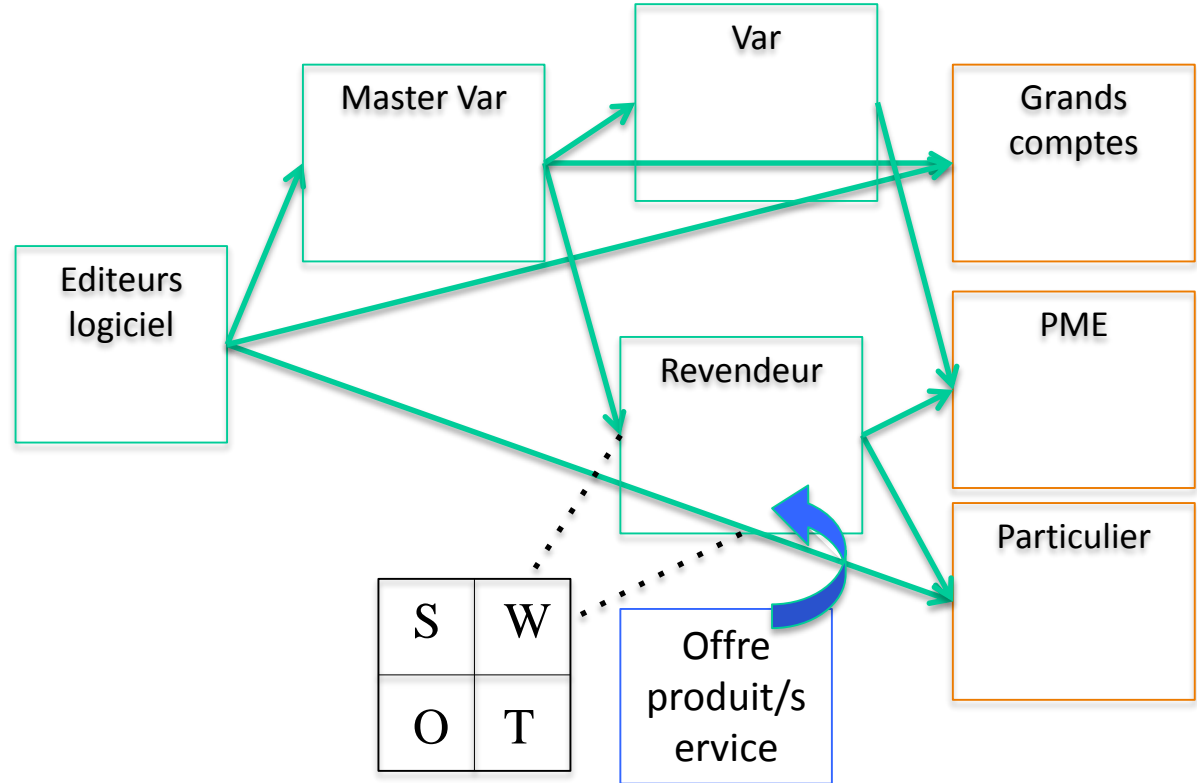 Var
Master Var
Grands
comptes
Editeurs
logiciel
PME
Revendeur
Particulier
S W
O T
Offre
produit/s
ervice